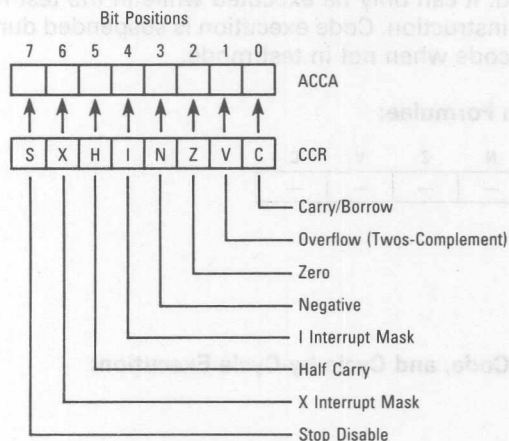 Bit Positions
7 6 5 4 3 2 1 0
ACCA
S X H I N Z V C CCR
Carry/Borrow
Overflow (Twos-Complement)
Zero
Negative
I Interrupt Mask
Half Carry
X Interrupt Mask
Stop Disable